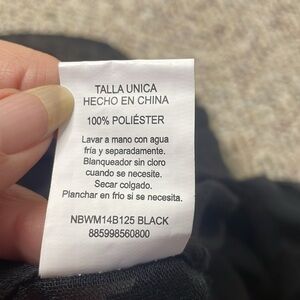 TALLA UNICA
HECHO EN CHINA
100% POLIÉSTER
Lavar a mano con agua
fría y separadamente.
Blanqueador sin cloro
cuando se necesita.
Secar colgado.
Planchar en frio si se necesita.
NBWM14B125 BLACK
885998560800